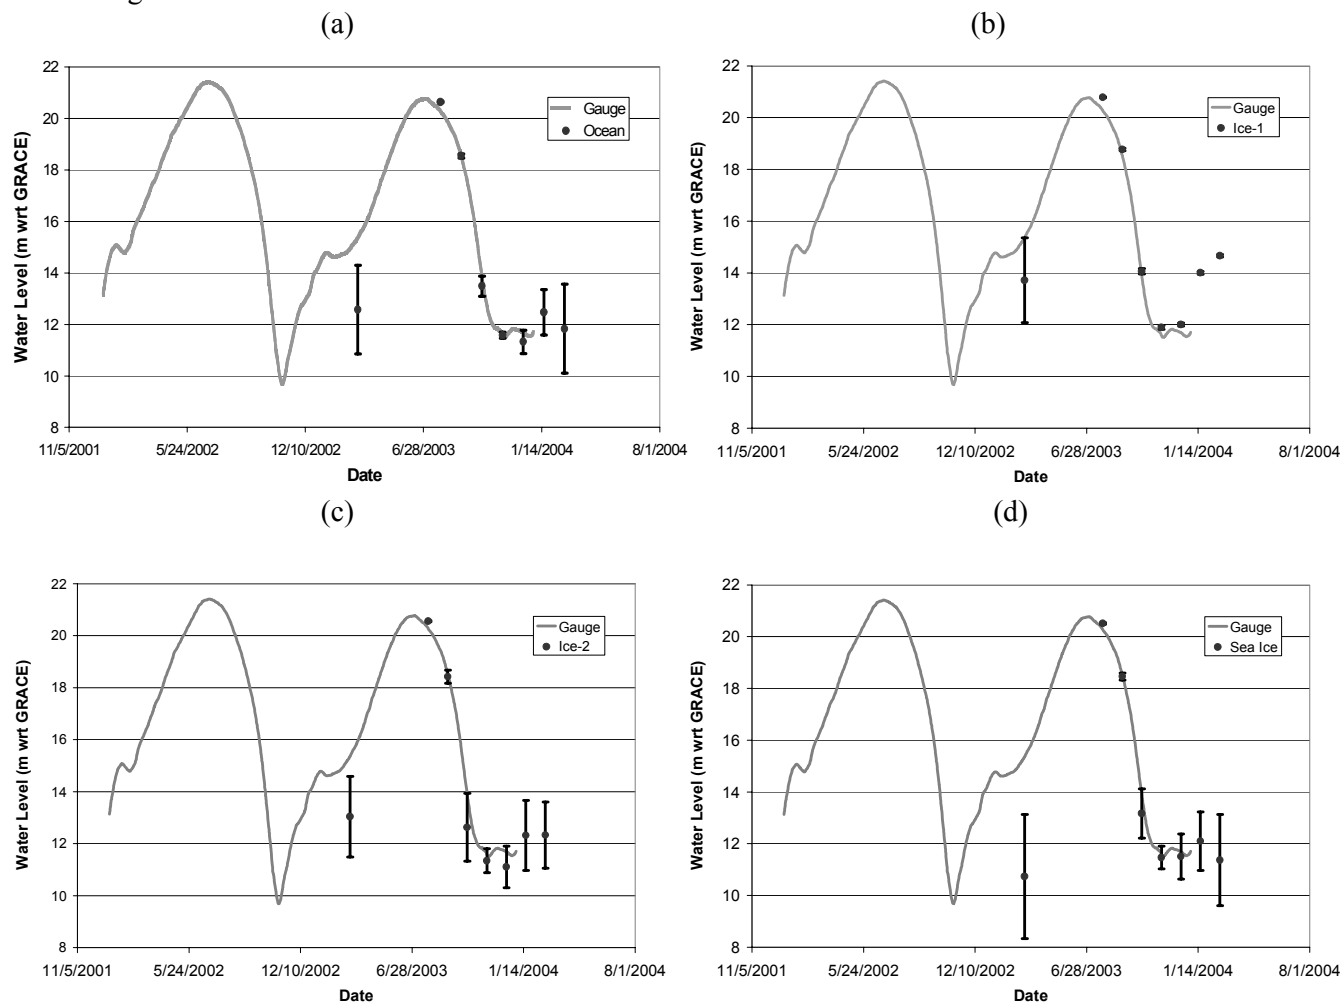 (a)
22
20
18
16
14
12
10
8
Water Level (m wrt GRACE)
Gauge
Ocean
11/5/2001 5/24/2002 12/10/2002 6/28/2003 1/14/2004 8/1/2004
Date
(b)
22
20
18
16
14
12
10
8
Water Level (m wrt GRACE)
Gauge
Ice-1
11/5/2001 5/24/2002 12/10/2002 6/28/2003 1/14/2004 8/1/2004
Date
(c)
22
20
18
16
14
12
10
8
Water Level (m wrt GRACE)
Gauge
Ice-2
11/5/2001 5/24/2002 12/10/2002 6/28/2003 1/14/2004 8/1/2004
Date
(d)
22
20
18
16
14
12
10
8
Water Level (m wrt GRACE)
Gauge
Sea Ice
11/5/2001 5/24/2002 12/10/2002 6/28/2003 1/14/2004 8/1/2004
Date